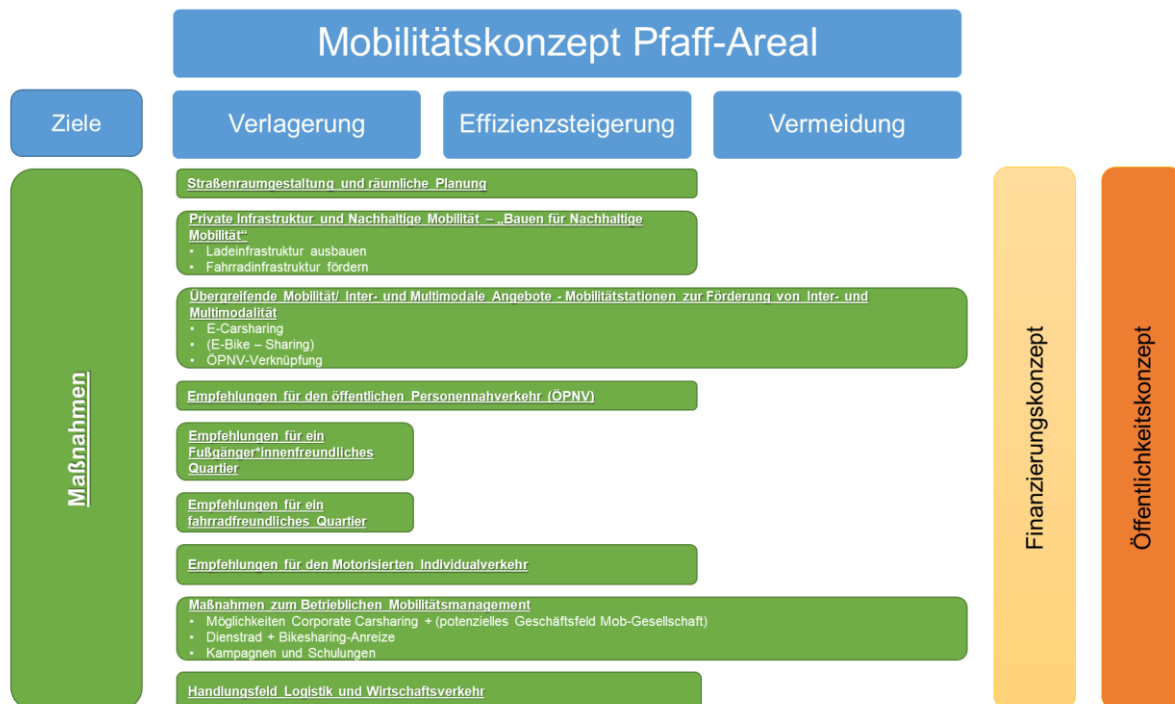 Mobilitätskonzept Pfaff-Areal
Ziele
Verlagerung
Effizienzsteigerung
Vermeidung
Maßnahmen
Straßenraumgestaltung und räumliche Planung
Private Infrastruktur und Nachhaltige Mobilität – „Bauen für Nachhaltige
Mobilität“
• Ladeinfrastruktur ausbauen
• Fahrradinfrastruktur fördern
Übergreifende Mobilität/ Inter- und Multimodale Angebote - Mobilitätstationen zur Förderung von Inter- und
Multimodalität
• E-Carsharing
• (E-Bike – Sharing)
• ÖPNV-Verknüpfung
Empfehlungen für den öffentlichen Personennahverkehr (ÖPNV)
Empfehlungen für ein
Fußgänger*innenfreundliches
Quartier
Empfehlungen für ein
fahrradfreundliches Quartier
Empfehlungen für den Motorisierten Individualverkehr
Maßnahmen zum Betrieblichen Mobilitätsmanagement
• Möglichkeiten Corporate Carsharing + (potenzielles Geschäftsfeld Mob-Gesellschaft)
• Dienstrad + Bikesharing-Anreize
• Kampagnen und Schulungen
Handlungsfeld Logistik und Wirtschaftsverkehr
Finanzierungskonzept
Öffentlichkeitskonzept